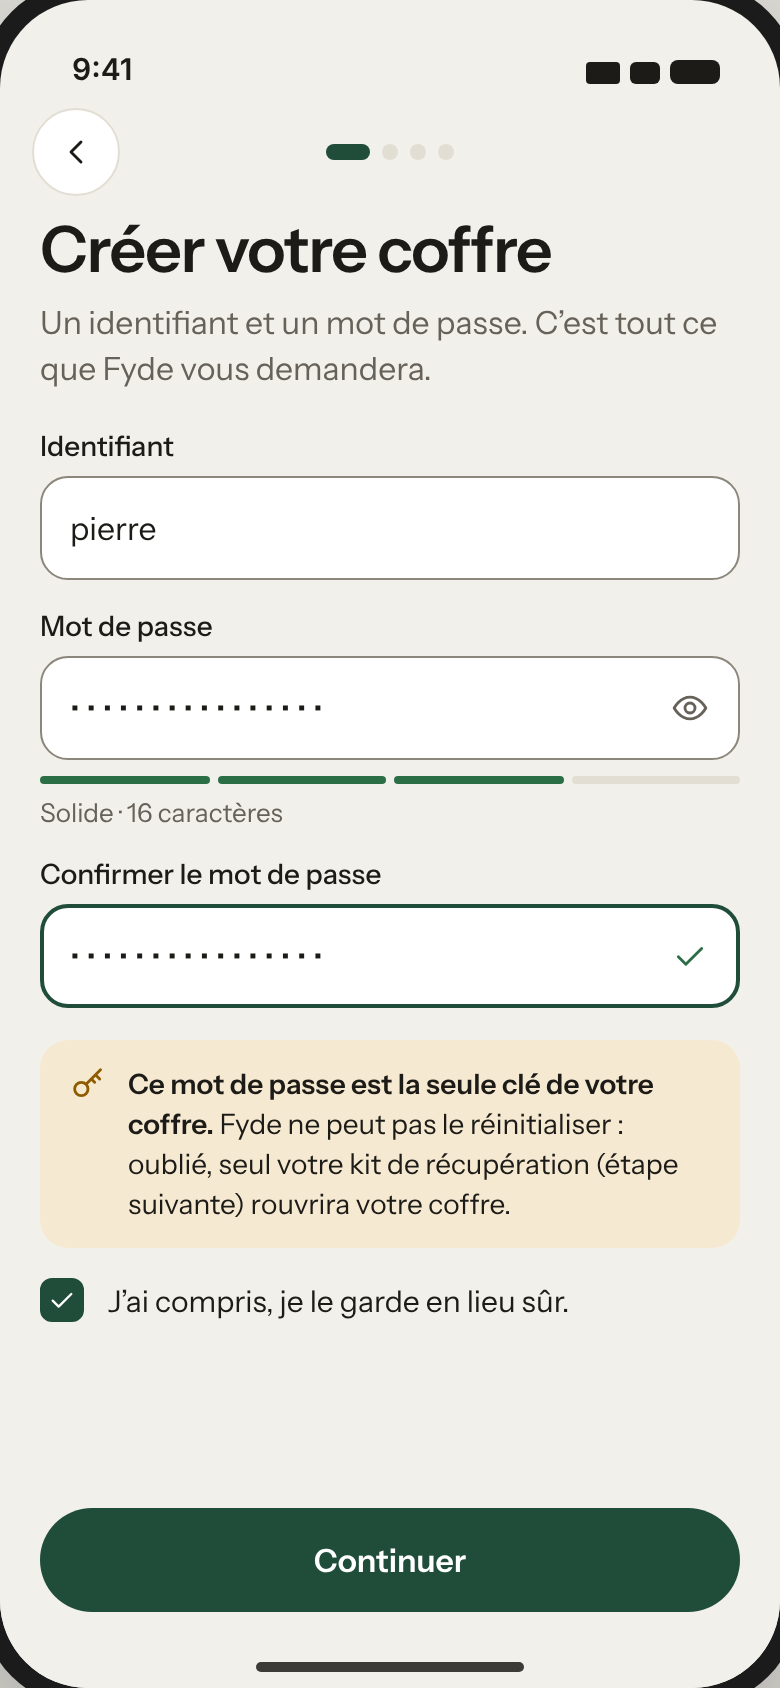 9:41
Créer votre coffre
Un identifiant et un mot de passe. C’est tout ce
que Fyde vous demandera.
Identifiant
pierre
Mot de passe
················
Solide · 16 caractères
Confirmer le mot de passe
················
Ce mot de passe est la seule clé de votre
coffre. Fyde ne peut pas le réinitialiser :
oublié, seul votre kit de récupération (étape
suivante) rouvrira votre coffre.
J’ai compris, je le garde en lieu sûr.
Continuer